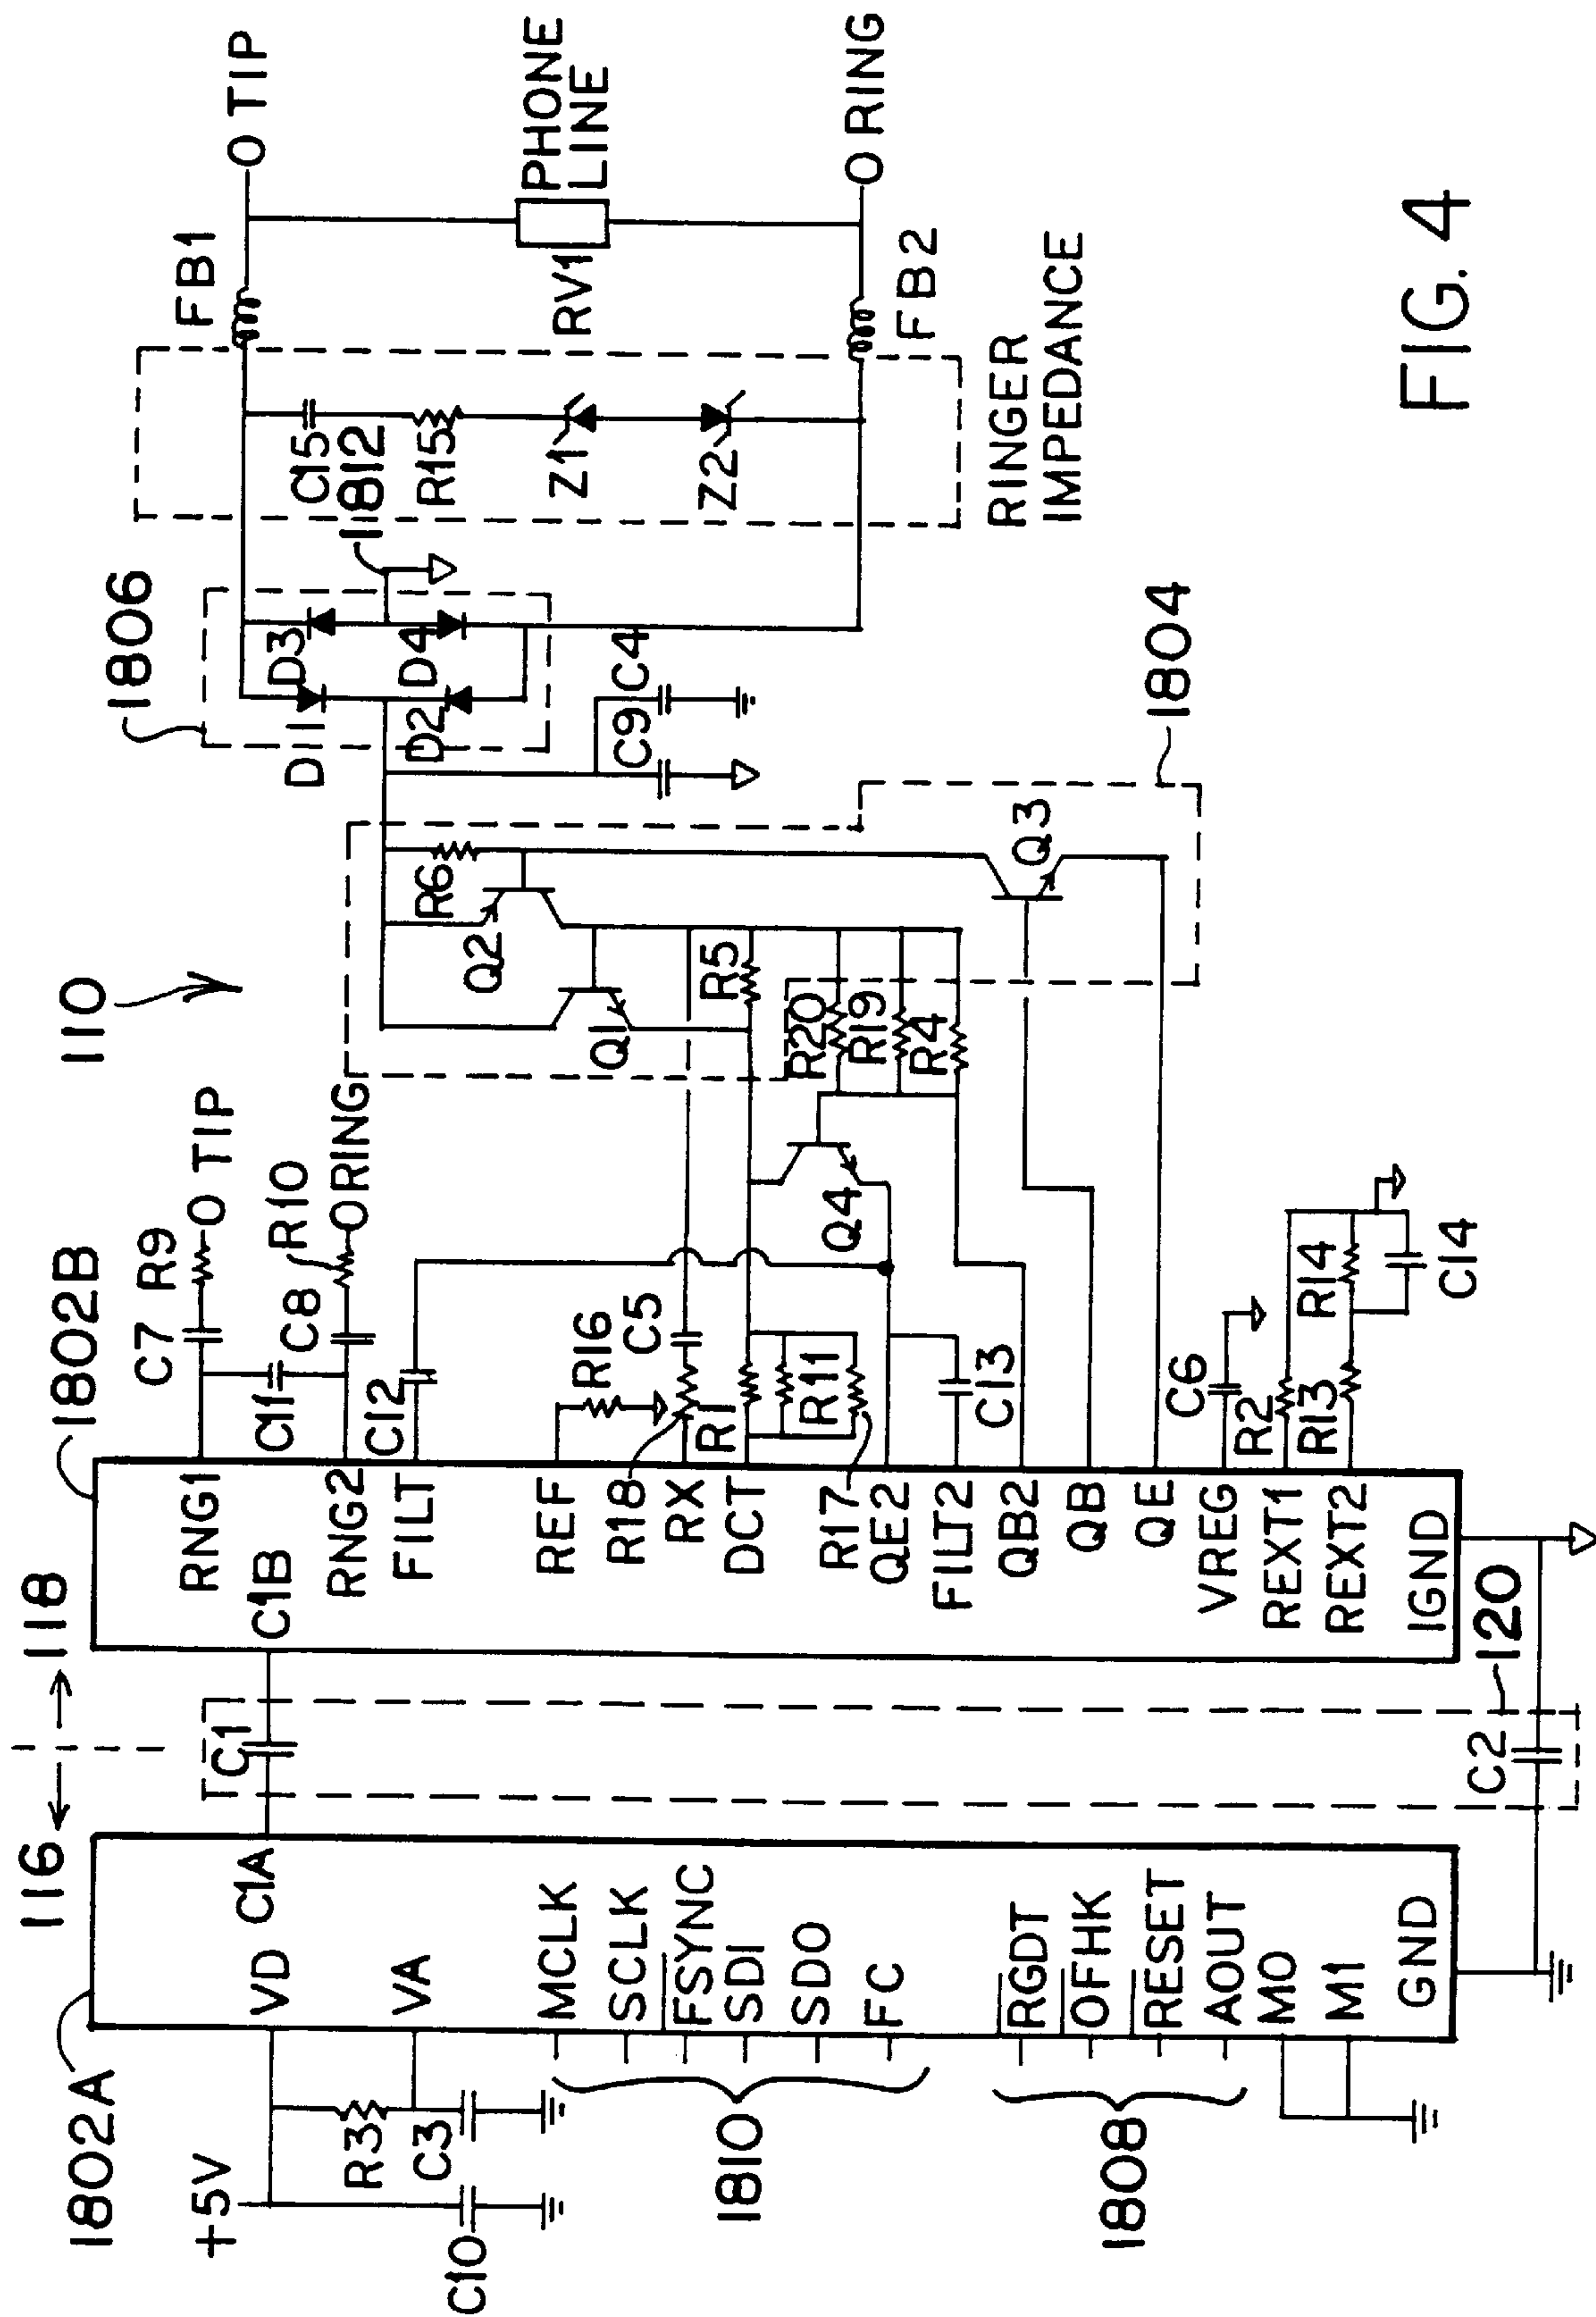 116
118
1802A
1802B
110
1806
+5V
C10
R3
C3
VD
VA
C1A
MCLK
SCLK
FSYNC
SDI
SDO
FC
1810
RGDT
OFHK
RESET
AOUT
M0
M1
GND
1808
C1
C2
120
C1B
RNG1
RNG2
FILT
REF
R18
RX
DCT
R17
QE2
FILT2
QB2
QB
QE
VREG
REXT1
REXT2
IGND
C7
R9
O TIP
C11
C8
R10
O RING
C12
R16
C5
R1
R11
C13
Q4
C6
R2
R13
R14
C14
Q1
Q2
R6
R5
R20
R19
R4
Q3
1804
D1
D2
D3
D4
C9
C4
1812
C15
R15
Z1
Z2
RINGER
IMPEDANCE
FB1
FB2
RV1
PHONE
LINE
O TIP
O RING
FIG. 4